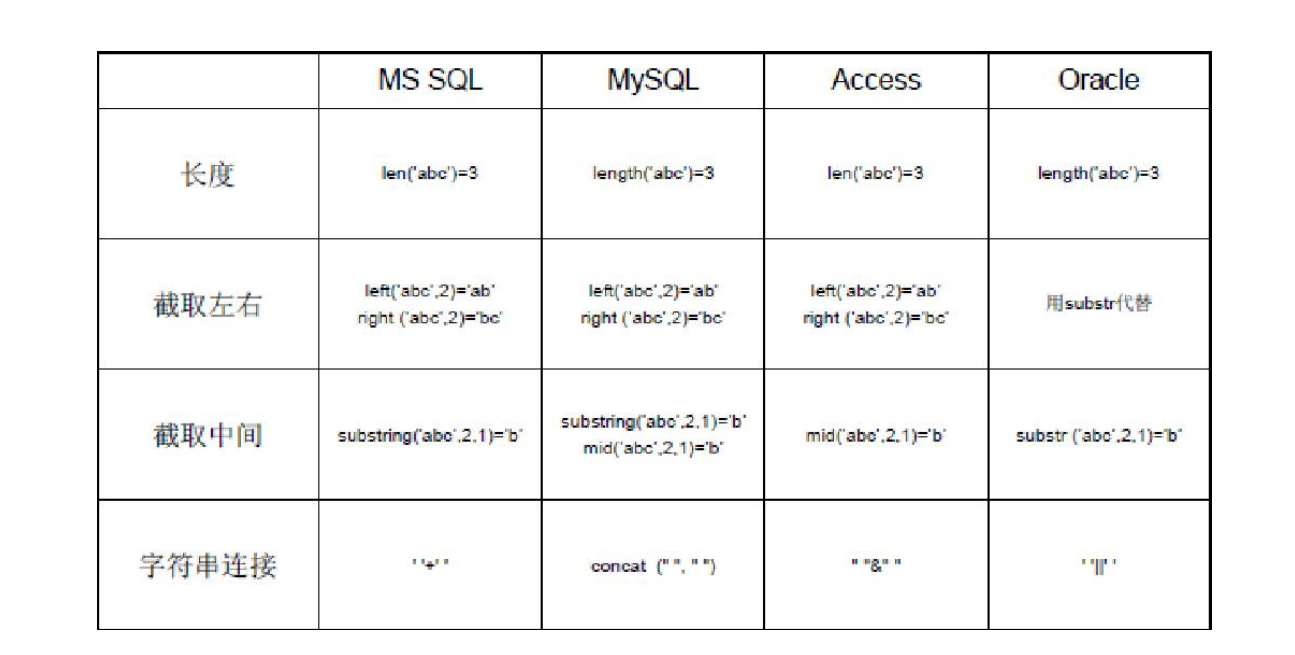 MS SQL MySQL Access Oracle
长度 len('abc')=3 length('abc')=3 len('abc')=3 length('abc')=3
截取左右 left('abc',2)='ab' left('abc',2)='ab' left('abc',2)='ab' 用substr代替
right ('abc',2)='bc' right ('abc',2)='bc' right ('abc',2)='bc'
截取中间 substring('abc',2,1)='b' substring('abc',2,1)='b' mid('abc',2,1)='b' substr ('abc',2,1)='b'
mid('abc',2,1)='b'
字符串连接 ' '+' ' concat (" ", " ") " "&" " ' '||' '